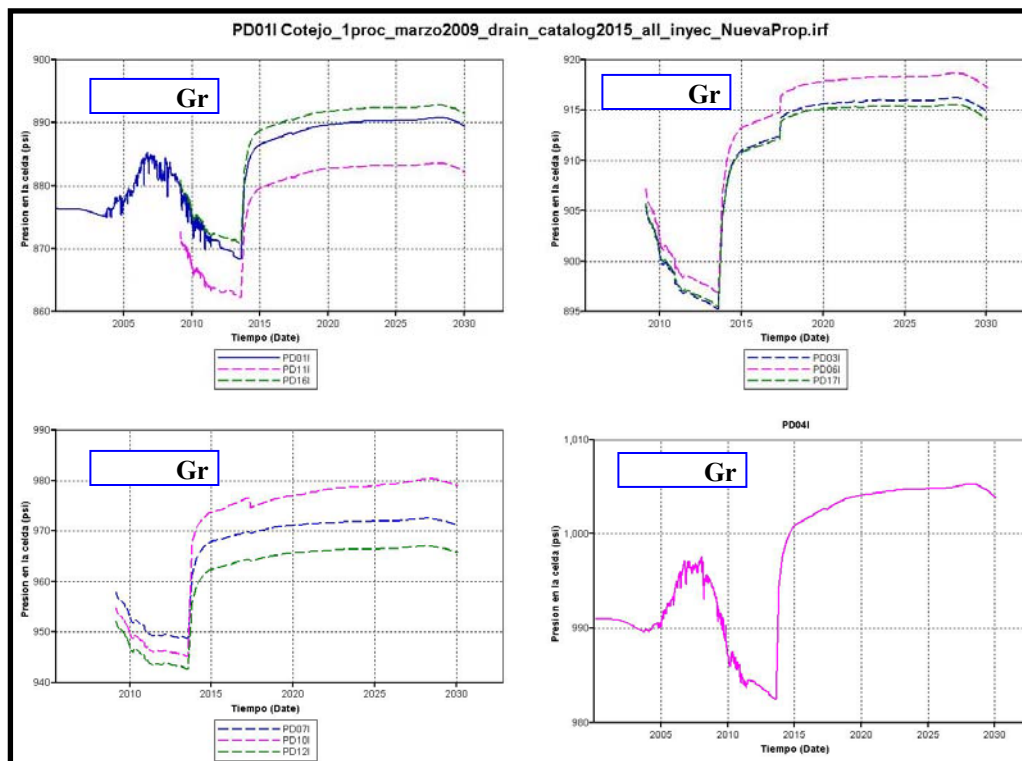 PD01I Cotejo_1proc_marzo2009_drain_catalog2015_all_inyec_NuevaProp.irf
900
890
880
870
860
Presion en la celda (psi)
Gr
2005 2010 2015 2020 2025 2030
Tiempo (Date)
PD01I
PD11I
PD16I
920
915
910
905
900
895
Presion en la celda (psi)
Gr
2010 2015 2020 2025 2030
Tiempo (Date)
PD03I
PD06I
PD17I
990
980
970
960
950
940
Presion en la celda (psi)
Gr
2010 2015 2020 2025 2030
Tiempo (Date)
PD07I
PD10I
PD12I
PD04I
1,010
1,000
990
980
Presion en la celda (psi)
Gr
2005 2010 2015 2020 2025 2030
Tiempo (Date)